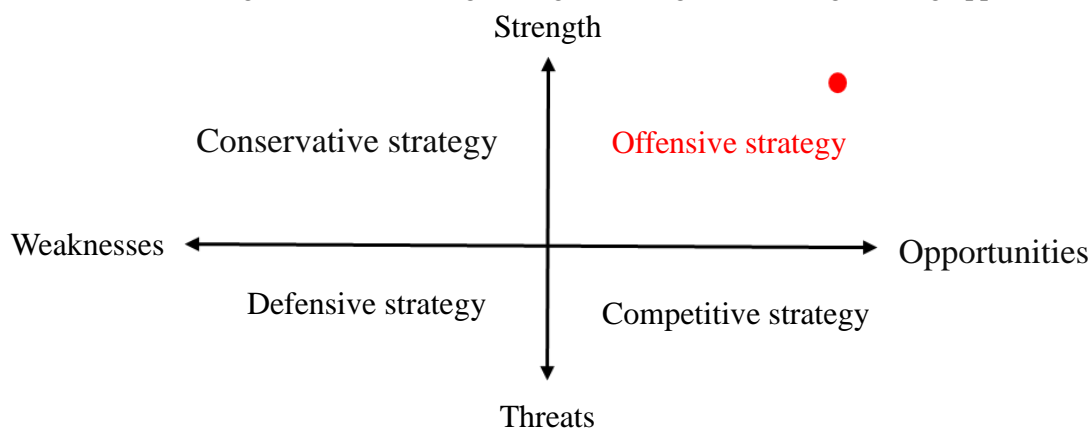 Strength
Conservative strategy
Offensive strategy
Weaknesses
Opportunities
Defensive strategy
Competitive strategy
Threats